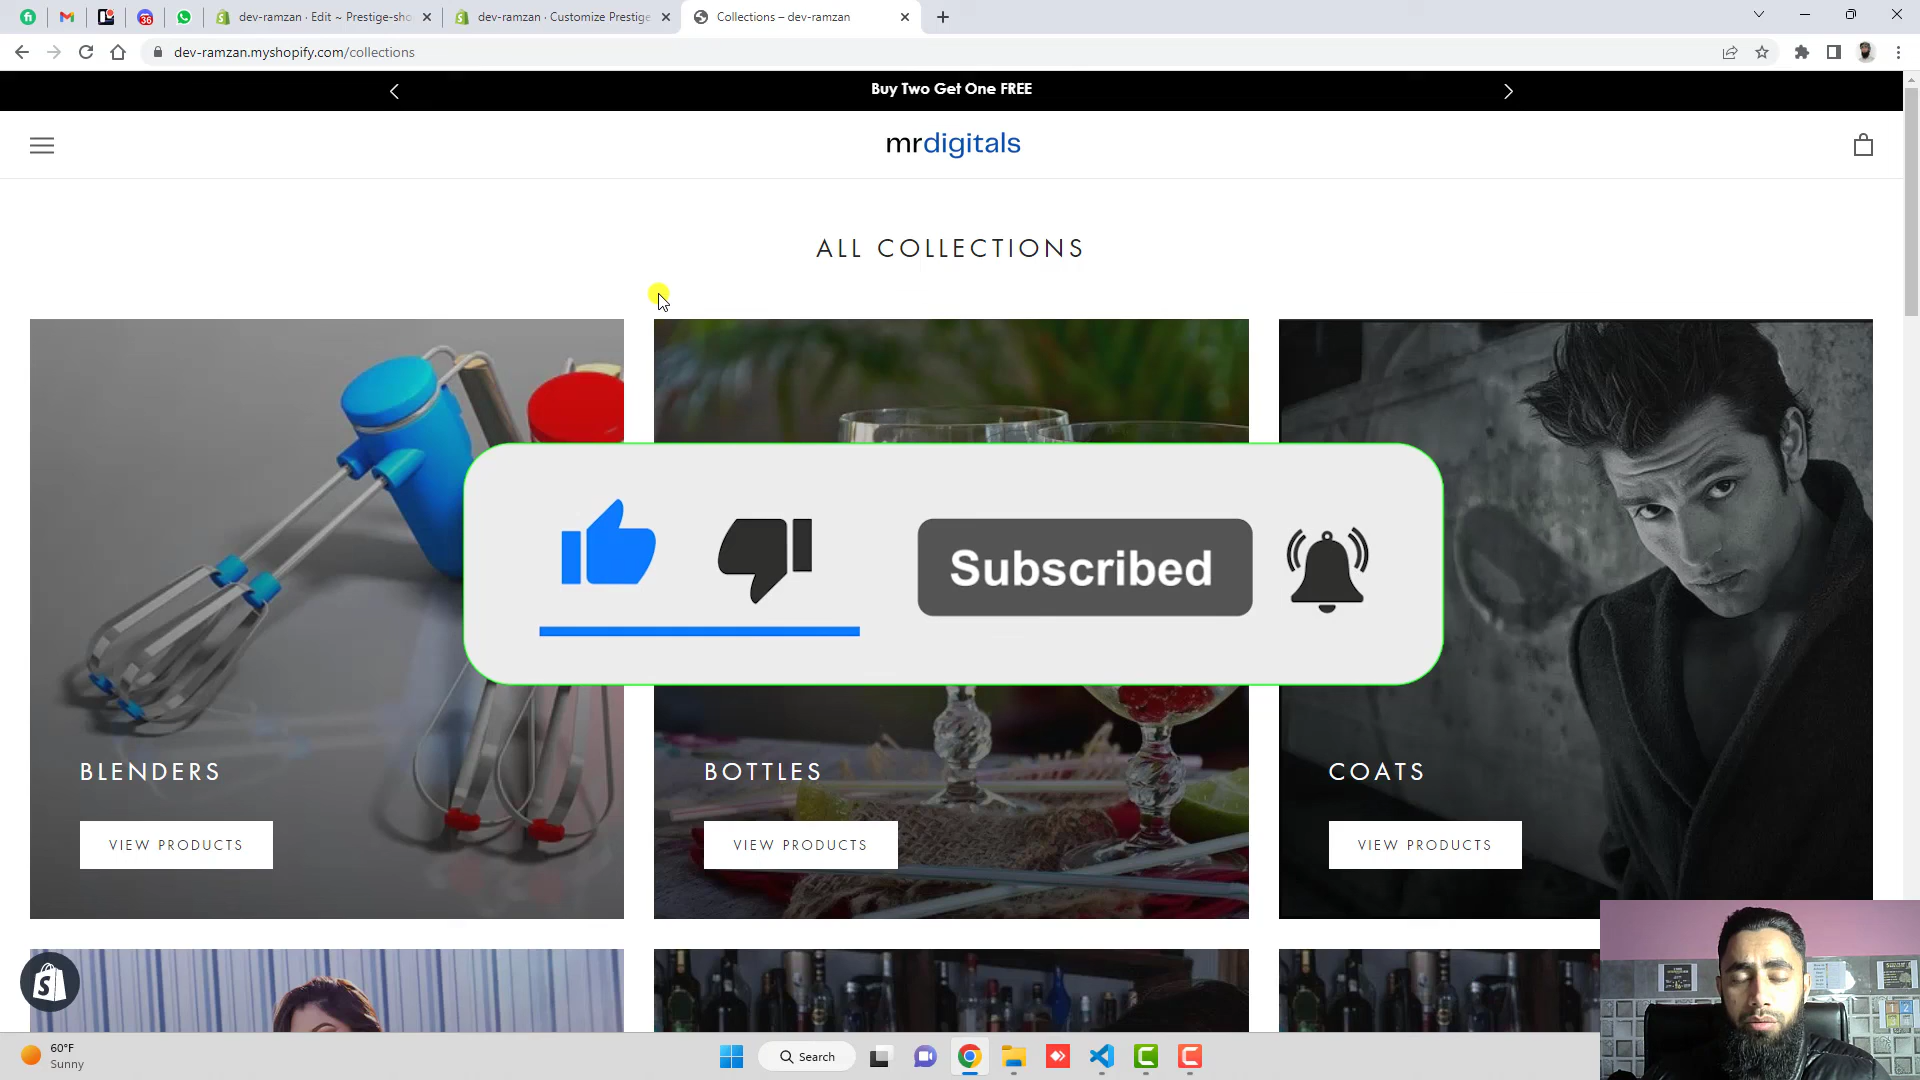 36
dev-ramzan · Edit ~ Prestige-sho
dev-ramzan · Customize Prestige
Collections – dev-ramzan
dev-ramzan.myshopify.com/collections
Buy Two Get One FREE
mrdigitals
ALL COLLECTIONS
Subscribed
BLENDERS
BOTTLES
COATS
VIEW PRODUCTS
VIEW PRODUCTS
VIEW PRODUCTS
60°F
Sunny
Search